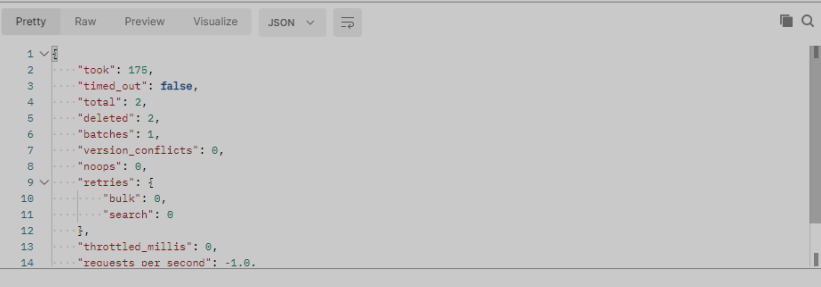 Pretty Raw Preview Visualize JSON
1 {
2 "took": 175,
3 "timed_out": false,
4 "total": 2,
5 "deleted": 2,
6 "batches": 1,
7 "version_conflicts": 0,
8 "noops": 0,
9 "retries": {
10 "bulk": 0,
11 "search": 0
12 },
13 "throttled_millis": 0,
14 "requests_per_second": -1.0,